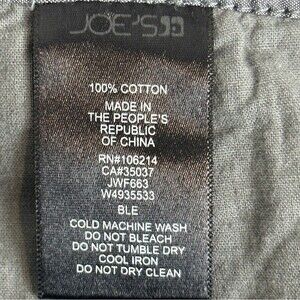 JOE'S
100% COTTON
MADE IN
THE PEOPLE'S
REPUBLIC
OF CHINA
RN#106214
CA#35037
JWF663
W4935533
BLE
COLD MACHINE WASH
DO NOT BLEACH
DO NOT TUMBLE DRY
COOL IRON
DO NOT DRY CLEAN